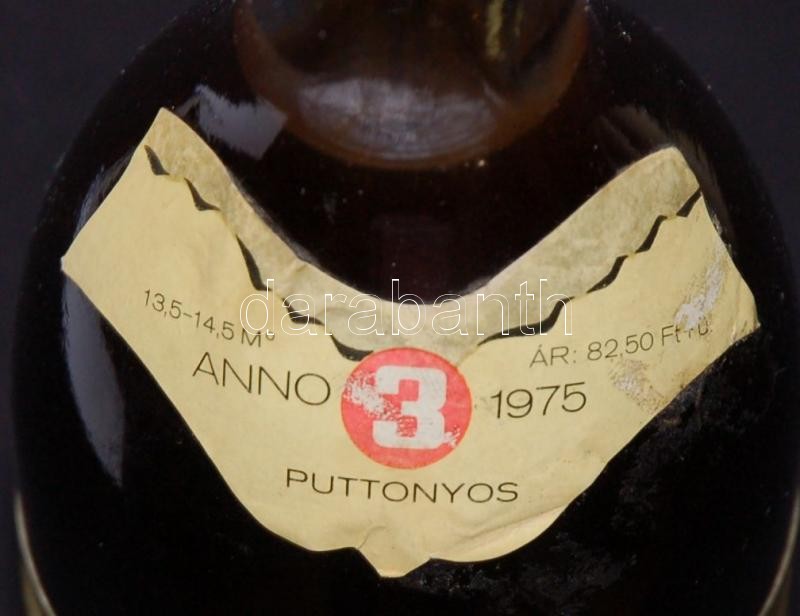 darabanth
13,5-14,5 M°
ÁR: 82,50 Ft+ü.
ANNO 3 1975
PUTTONYOS